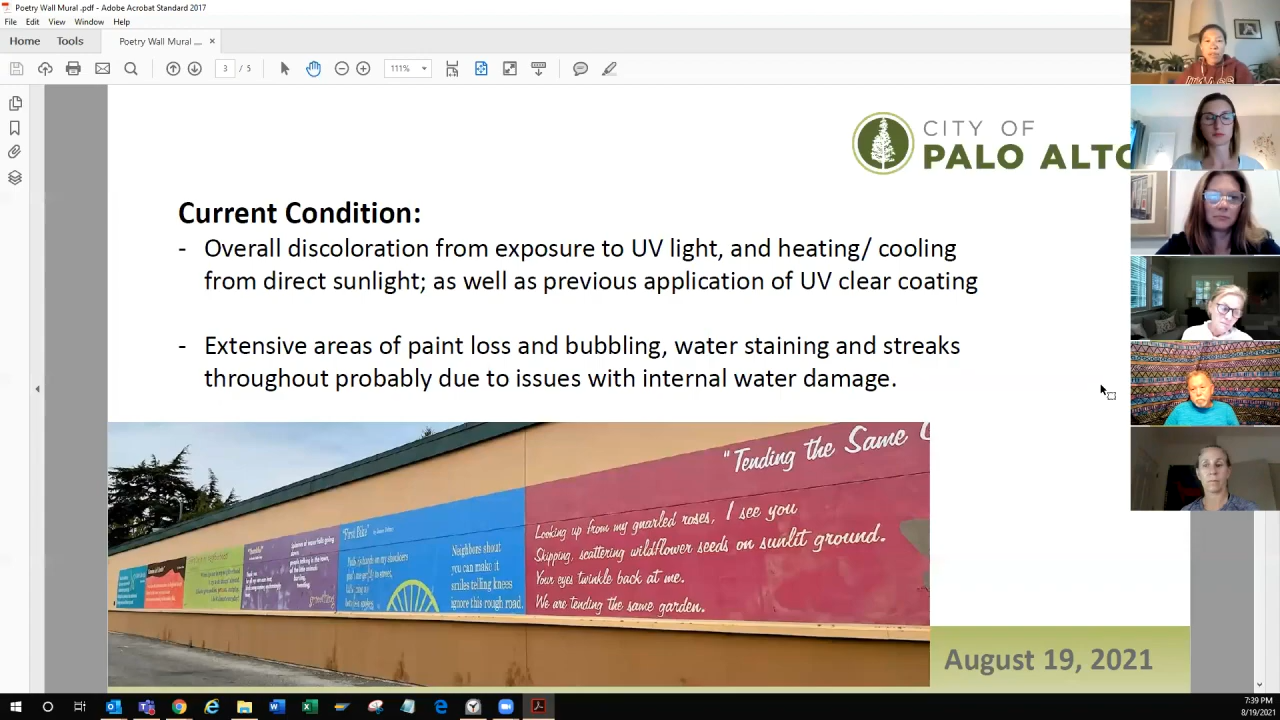 Poetry Wall Mural .pdf - Adobe Acrobat Standard 2017
File Edit View Window Help
Home Tools Poetry Wall Mural ... ×
3 / 5 111%
CITY OF
PALO ALTO
Current Condition:
- Overall discoloration from exposure to UV light, and heating/ cooling
from direct sunlight; as well as previous application of UV clear coating
- Extensive areas of paint loss and bubbling, water staining and streaks
throughout probably due to issues with internal water damage.
"Tending the Same
Looking up from my gnarled roses, I see you
Skipping, scattering wildflower seeds on sunlit ground.
Your eyes twinkle back at me.
We are tending the same garden.
"First Bike"
Neighbors shout
you can make it
smiles telling knees
ignore this rough road.
August 19, 2021
7:39 PM
8/19/2021